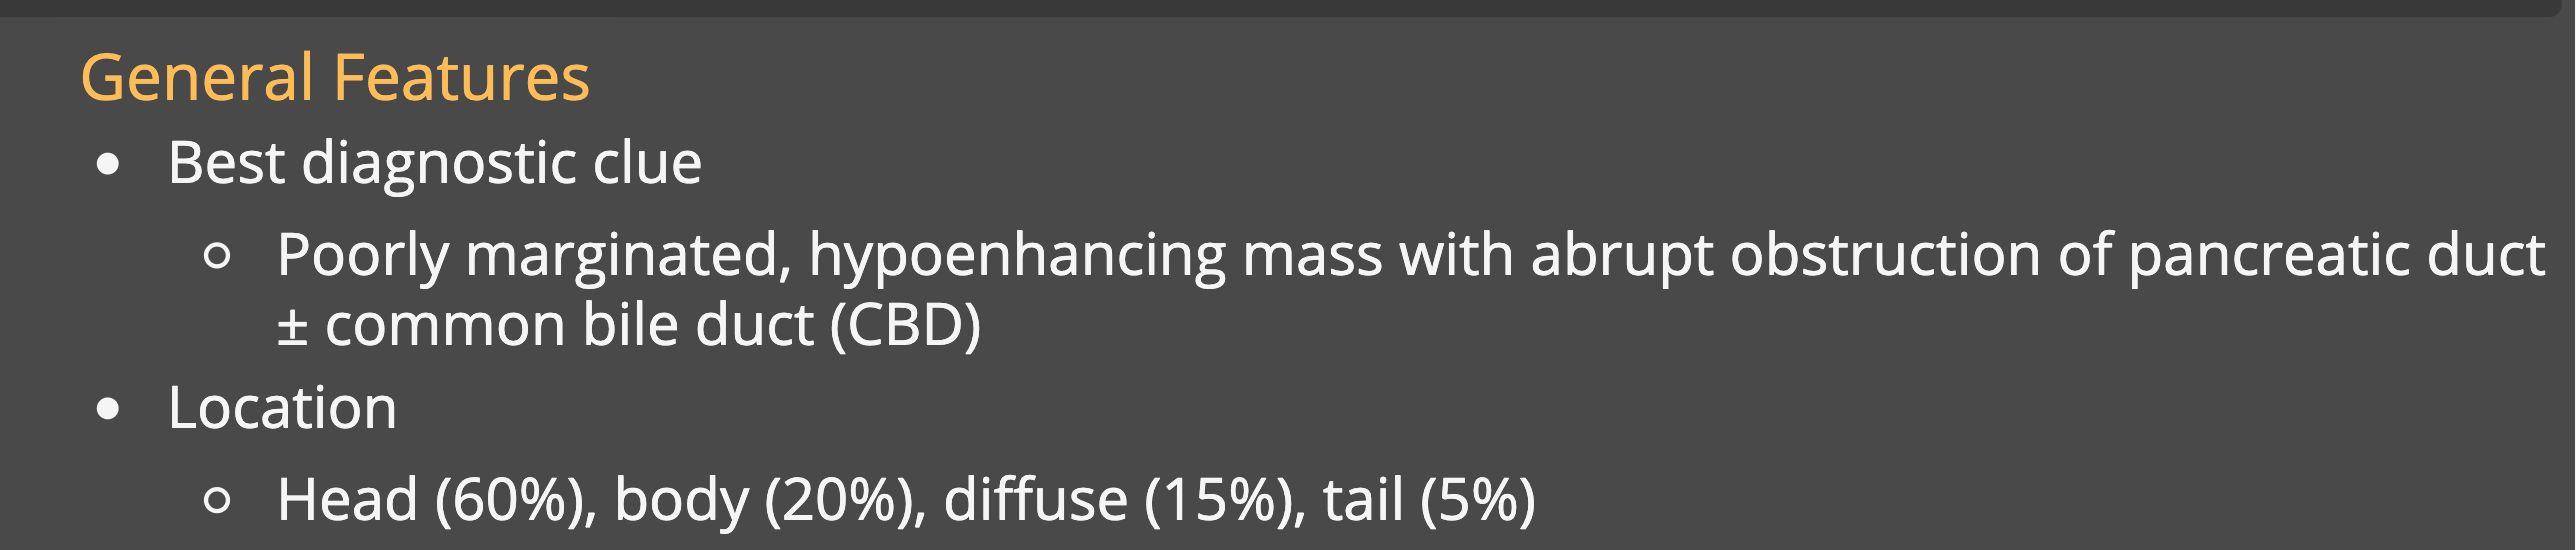 General Features
• Best diagnostic clue
○ Poorly marginated, hypoenhancing mass with abrupt obstruction of pancreatic duct
± common bile duct (CBD)
• Location
○ Head (60%), body (20%), diffuse (15%), tail (5%)